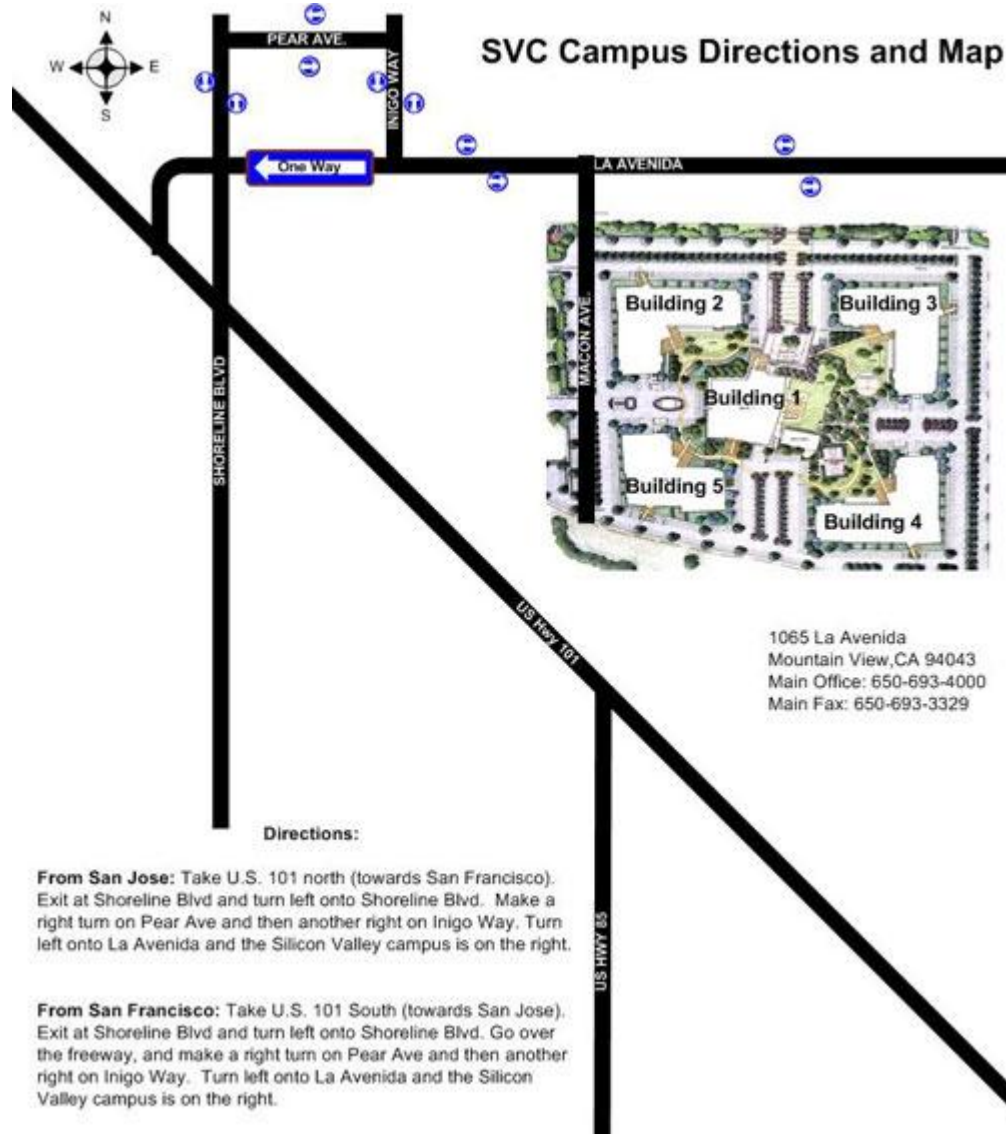 N
W E
S
SVC Campus Directions and Map
PEAR AVE.
INIGO WAY
One Way
LA AVENIDA
MACON AVE.
Building 2
Building 3
Building 1
Building 5
Building 4
SHORELINE BLVD
US Hwy 101
US HWY 85
1065 La Avenida
Mountain View,CA 94043
Main Office: 650-693-4000
Main Fax: 650-693-3329
Directions:
From San Jose: Take U.S. 101 north (towards San Francisco).
Exit at Shoreline Blvd and turn left onto Shoreline Blvd. Make a
right turn on Pear Ave and then another right on Inigo Way. Turn
left onto La Avenida and the Silicon Valley campus is on the right.
From San Francisco: Take U.S. 101 South (towards San Jose).
Exit at Shoreline Blvd and turn left onto Shoreline Blvd. Go over
the freeway, and make a right turn on Pear Ave and then another
right on Inigo Way. Turn left onto La Avenida and the Silicon
Valley campus is on the right.